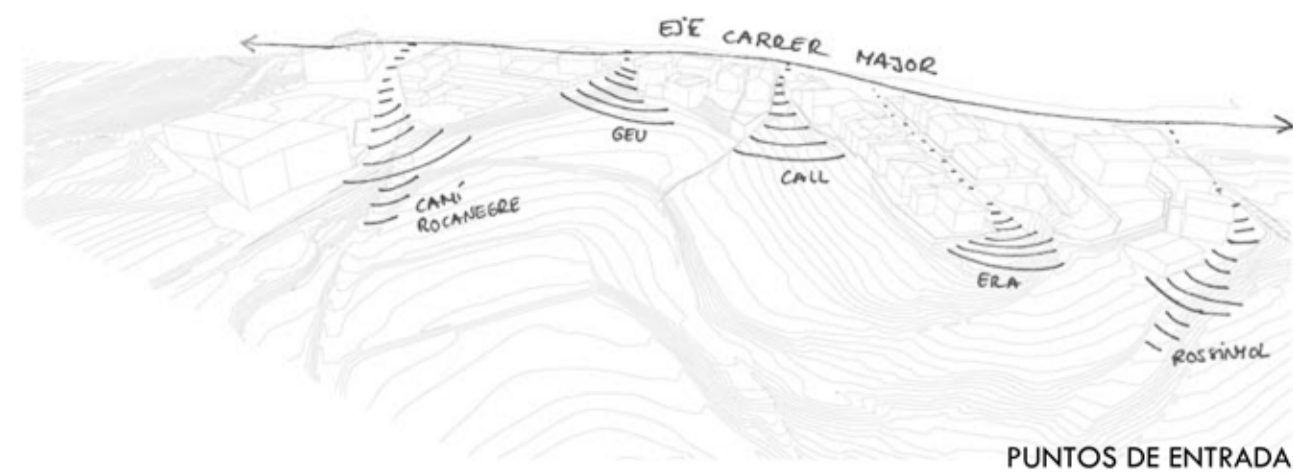 EJE CARRER MAJOR
GEU
CALL
CAMÍ
ROCANEGRE
ERA
ROSSINYOL
PUNTOS DE ENTRADA